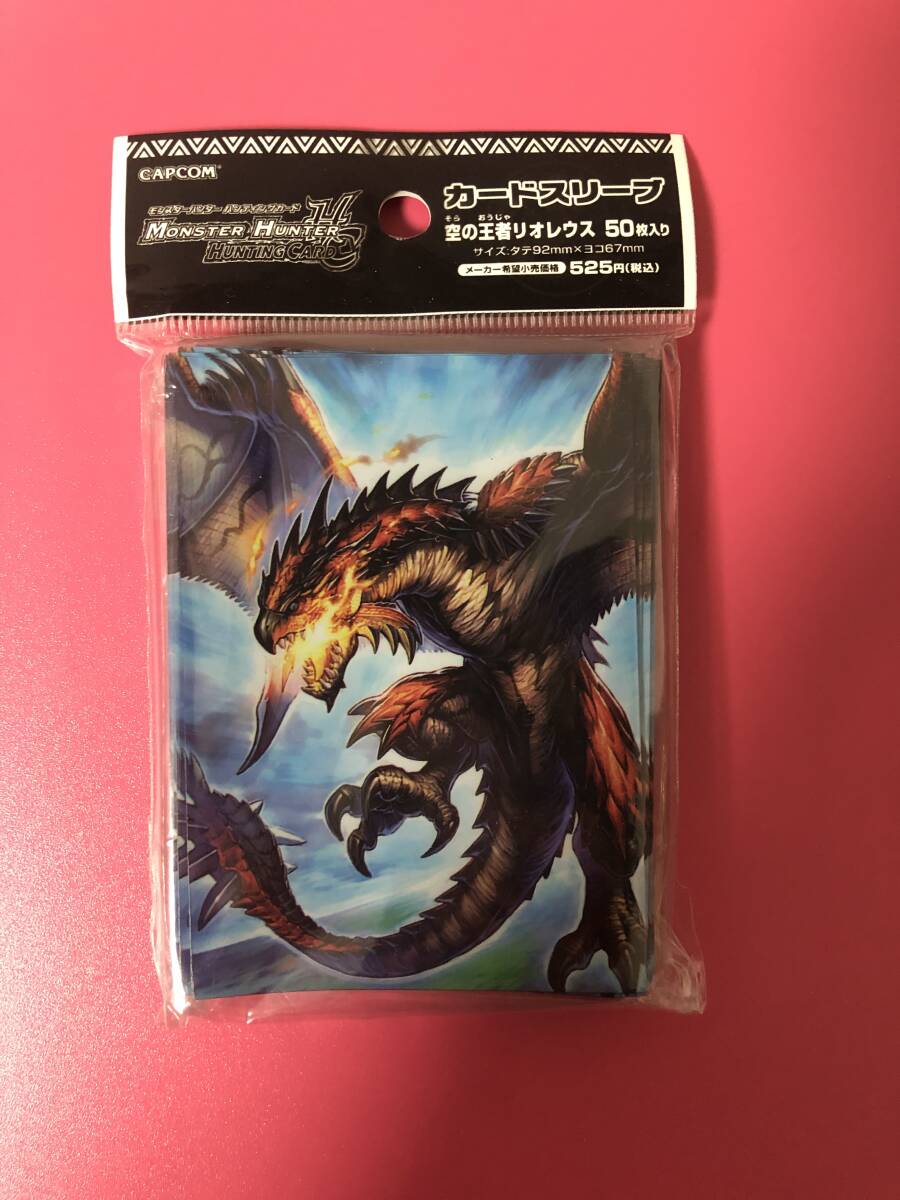 CAPCOM®
モンスターハンター ハンティングカード
MONSTER HUNTER
HUNTING CARD
カードスリーブ
そら おうじゃ
空の王者リオレウス 50枚入り
サイズ:タテ92mm×ヨコ67mm
メーカー希望小売価格 525円(税込)